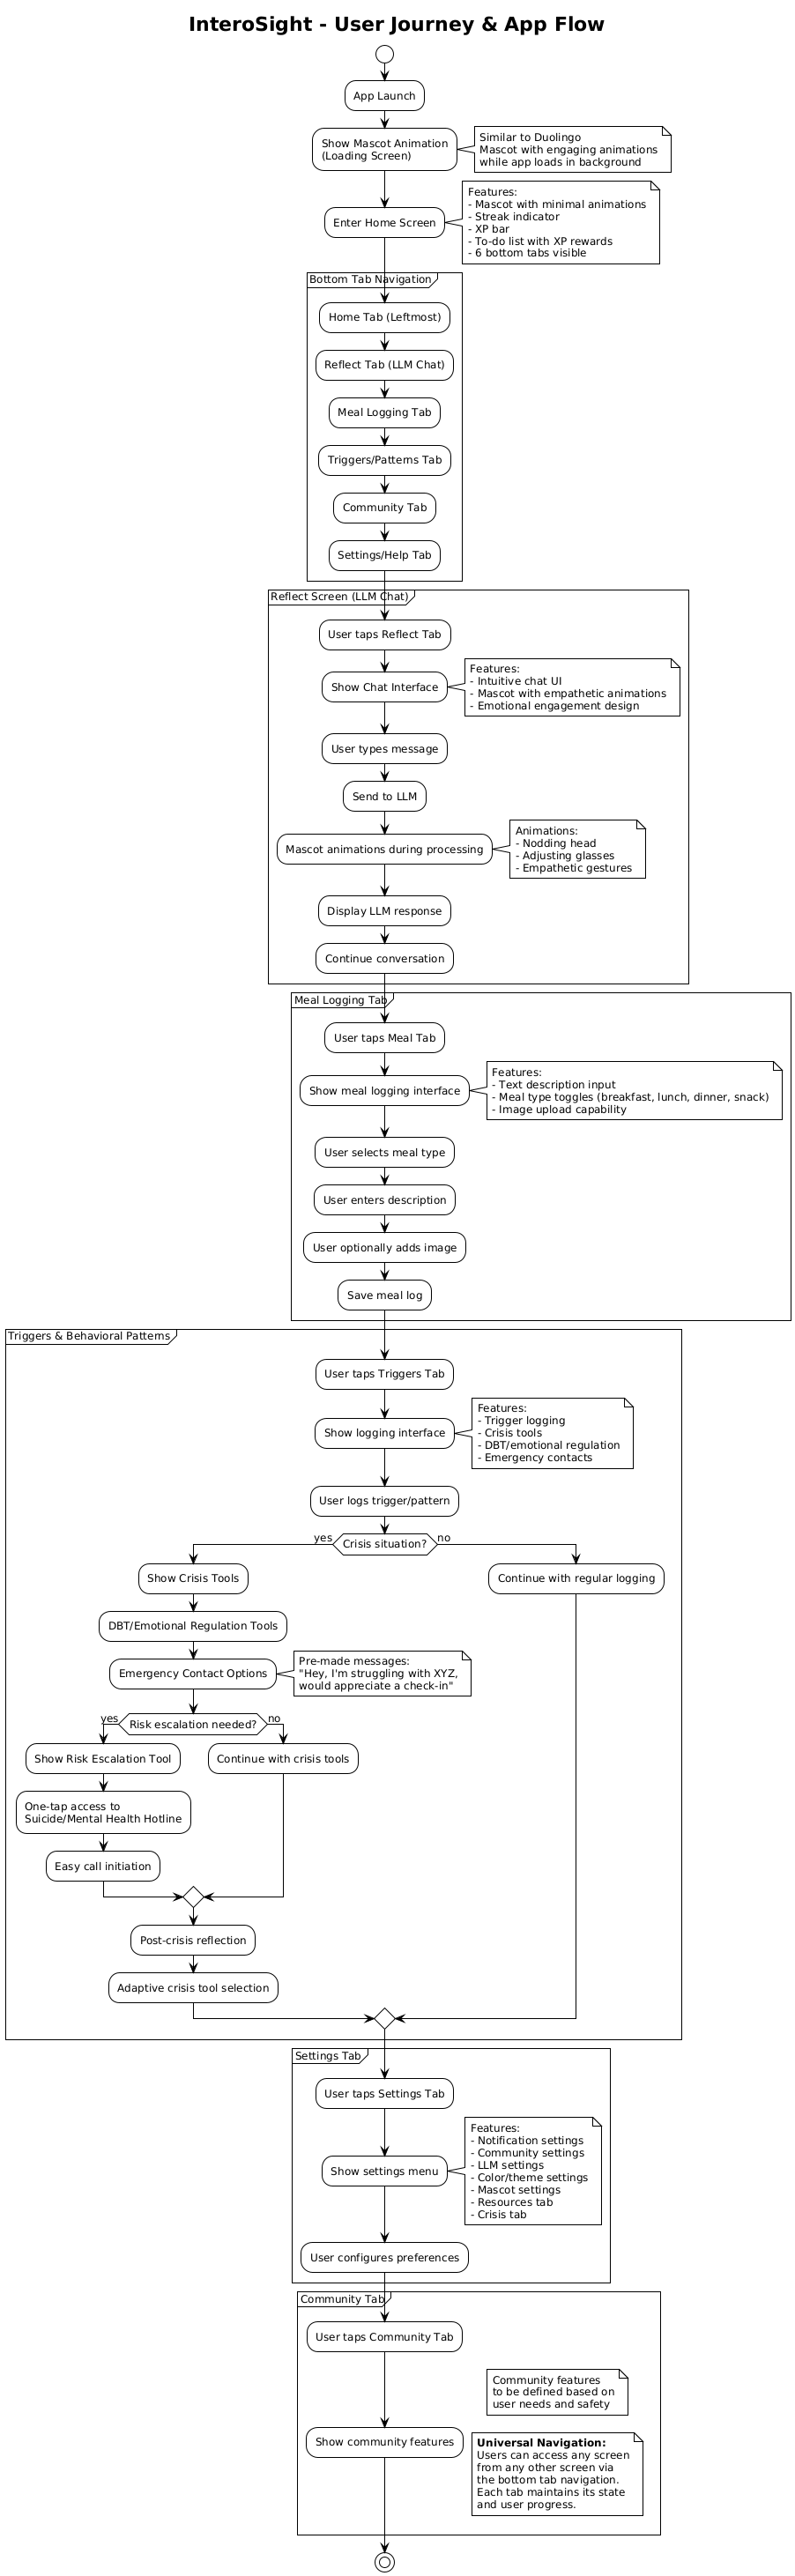 InteroSight - User Journey & App Flow
App Launch
Show Mascot Animation
(Loading Screen)
Similar to Duolingo
Mascot with engaging animations
while app loads in background
Enter Home Screen
Features:
- Mascot with minimal animations
- Streak indicator
- XP bar
- To-do list with XP rewards
- 6 bottom tabs visible
Bottom Tab Navigation
Home Tab (Leftmost)
Reflect Tab (LLM Chat)
Meal Logging Tab
Triggers/Patterns Tab
Community Tab
Settings/Help Tab
Reflect Screen (LLM Chat)
User taps Reflect Tab
Show Chat Interface
Features:
- Intuitive chat UI
- Mascot with empathetic animations
- Emotional engagement design
User types message
Send to LLM
Mascot animations during processing
Animations:
- Nodding head
- Adjusting glasses
- Empathetic gestures
Display LLM response
Continue conversation
Meal Logging Tab
User taps Meal Tab
Show meal logging interface
Features:
- Text description input
- Meal type toggles (breakfast, lunch, dinner, snack)
- Image upload capability
User selects meal type
User enters description
User optionally adds image
Save meal log
Triggers & Behavioral Patterns
User taps Triggers Tab
Show logging interface
Features:
- Trigger logging
- Crisis tools
- DBT/emotional regulation
- Emergency contacts
User logs trigger/pattern
yes
Crisis situation?
no
Show Crisis Tools
Continue with regular logging
DBT/Emotional Regulation Tools
Emergency Contact Options
Pre-made messages:
"Hey, I'm struggling with XYZ,
would appreciate a check-in"
yes
Risk escalation needed?
no
Show Risk Escalation Tool
Continue with crisis tools
One-tap access to
Suicide/Mental Health Hotline
Easy call initiation
Post-crisis reflection
Adaptive crisis tool selection
Settings Tab
User taps Settings Tab
Show settings menu
Features:
- Notification settings
- Community settings
- LLM settings
- Color/theme settings
- Mascot settings
- Resources tab
- Crisis tab
User configures preferences
Community Tab
User taps Community Tab
Community features
to be defined based on
user needs and safety
Show community features
Universal Navigation:
Users can access any screen
from any other screen via
the bottom tab navigation.
Each tab maintains its state
and user progress.